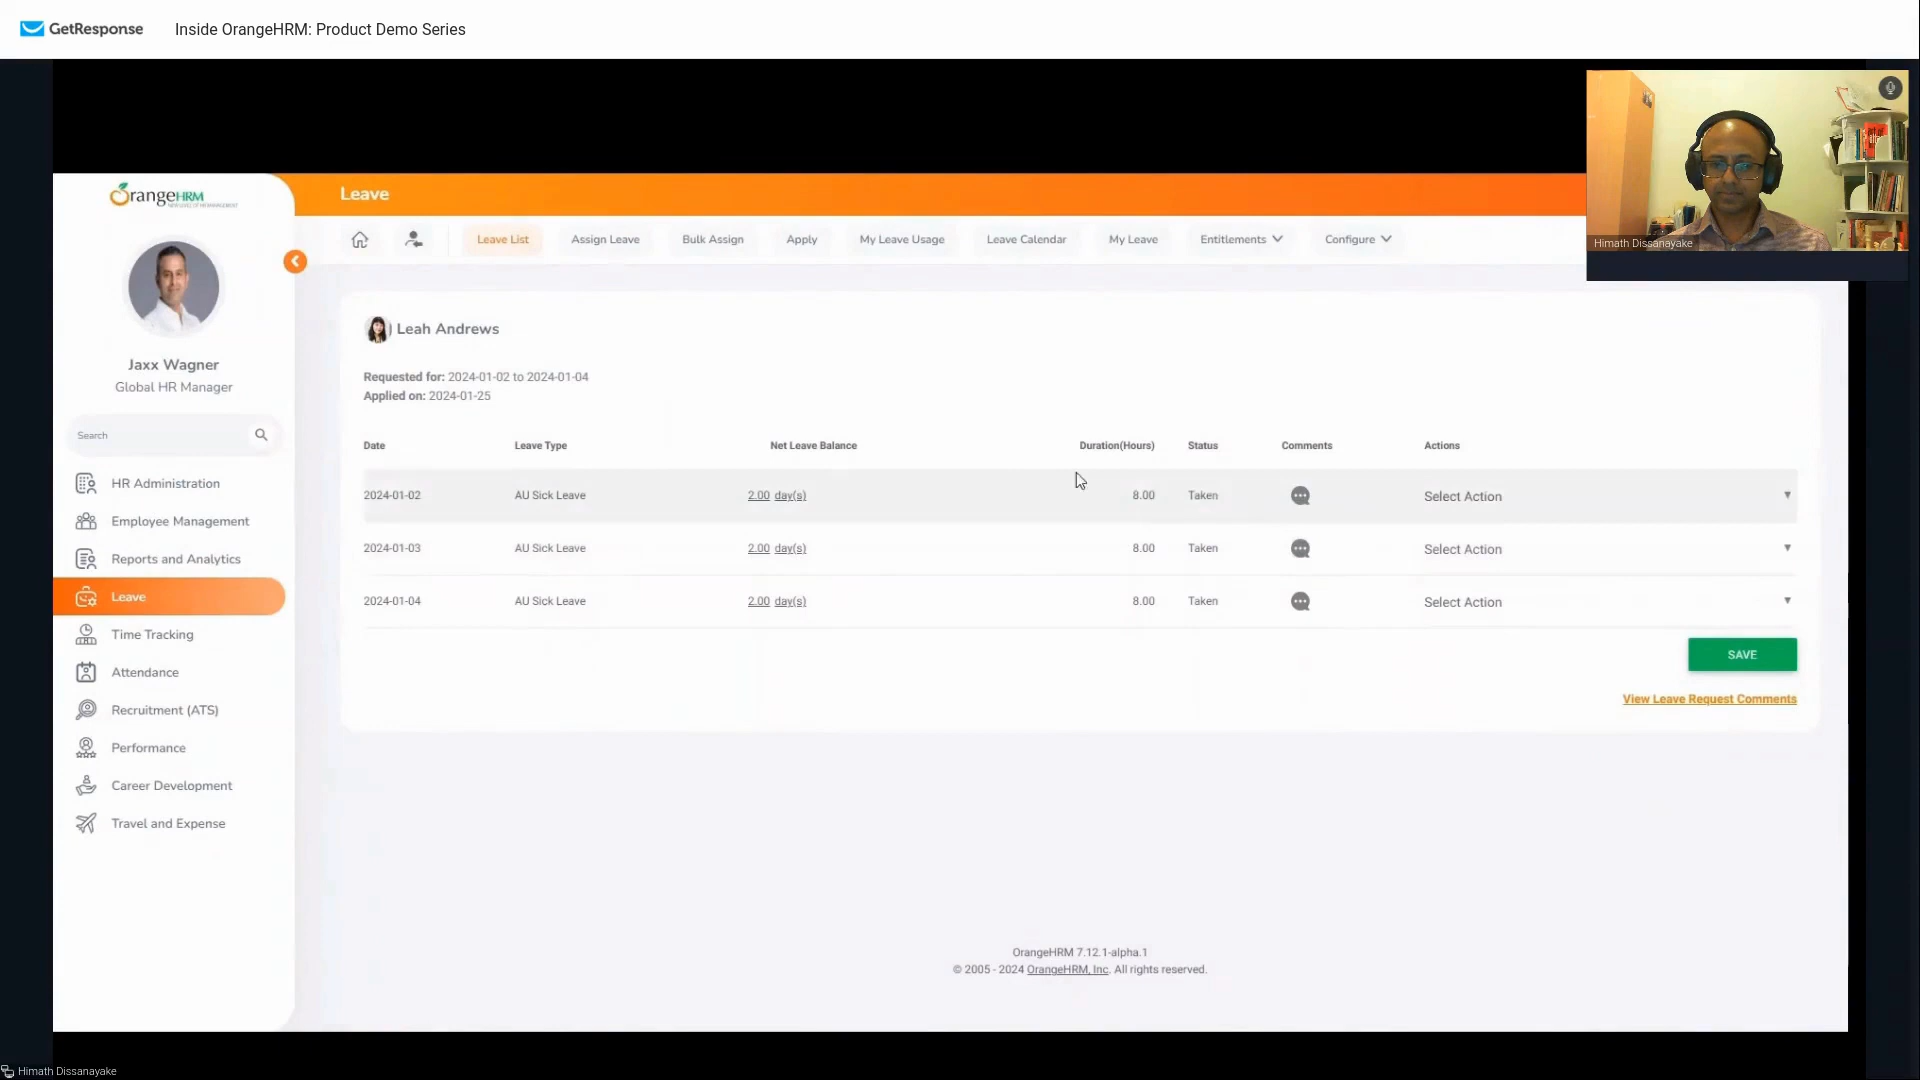 GetResponse
Inside OrangeHRM: Product Demo Series
Himath Dissanayake
OrangeHRM
Leave
Leave List
Assign Leave
Bulk Assign
Apply
My Leave Usage
Leave Calendar
My Leave
Entitlements
Configure
Jaxx Wagner
Global HR Manager
Search
HR Administration
Employee Management
Reports and Analytics
Leave
Time Tracking
Attendance
Recruitment (ATS)
Performance
Career Development
Travel and Expense
Leah Andrews
Requested for: 2024-01-02 to 2024-01-04
Applied on: 2024-01-25
Date Leave Type Net Leave Balance Duration(Hours) Status Comments Actions
2024-01-02 AU Sick Leave 2.00 day(s) 8.00 Taken Select Action
2024-01-03 AU Sick Leave 2.00 day(s) 8.00 Taken Select Action
2024-01-04 AU Sick Leave 2.00 day(s) 8.00 Taken Select Action
SAVE
View Leave Request Comments
OrangeHRM 7.12.1-alpha.1
© 2005 - 2024 OrangeHRM, Inc. All rights reserved.
Himath Dissanayake